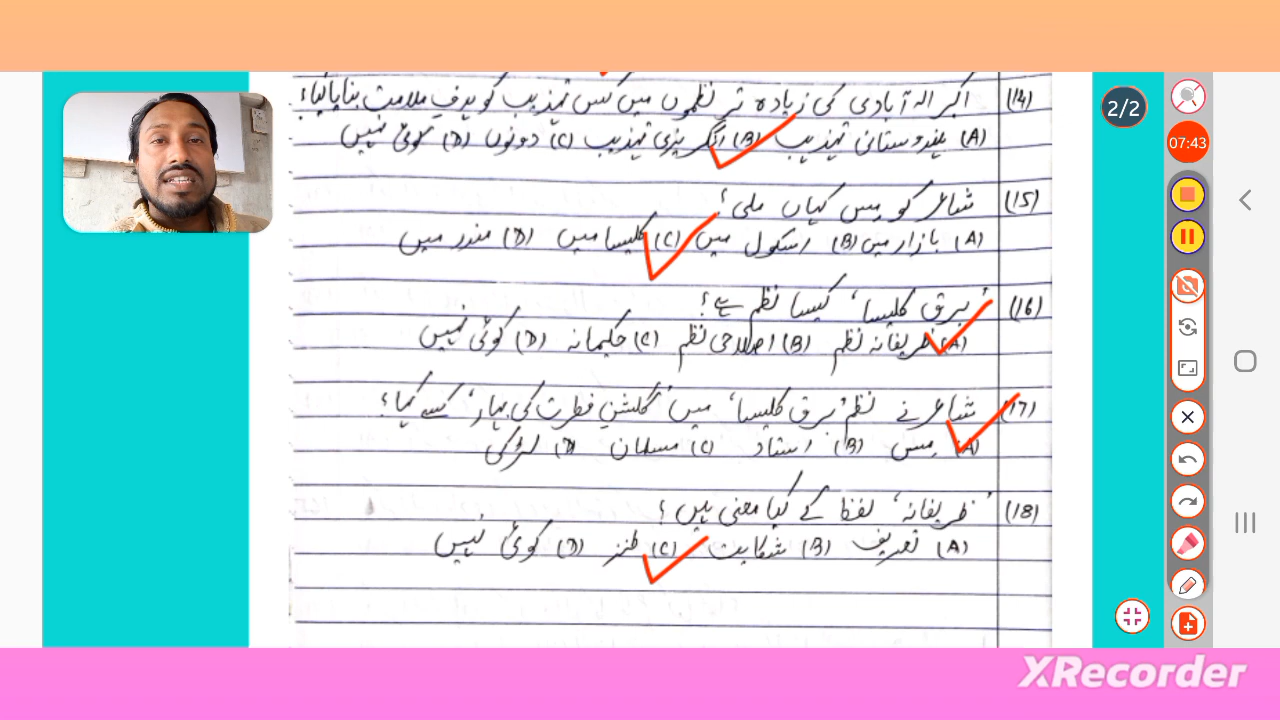 (14) اکبر الہ آبادی کی زیادہ تر نظموں میں کس تہذیب کو ہدفِ ملامت بنایا گیا؟
(A) ہندوستانی تہذیب (B) انگریزی تہذیب (C) دونوں (D) کوئی نہیں
(15) شاعر کو مِس کہاں ملی؟
(A) بازار میں (B) اسکول میں (C) کلیسا میں (D) مندر میں
(16) 'برق کلیسا' کیسا نظم ہے؟
(A) ظریفانہ نظم (B) اصلاحی نظم (C) حکیمانہ (D) کوئی نہیں
(17) شاعر نے نظم 'برق کلیسا' میں 'گلشنِ فطرت کی بہار' کسے کہا؟
(A) مِس (B) استاد (C) مسلمان (D) لڑکی
(18) 'ظریفانہ' لفظ کے کیا معنی ہیں؟
(A) تعریف (B) شکایت (C) طنز (D) کوئی نہیں
2/2
07:43
XRecorder